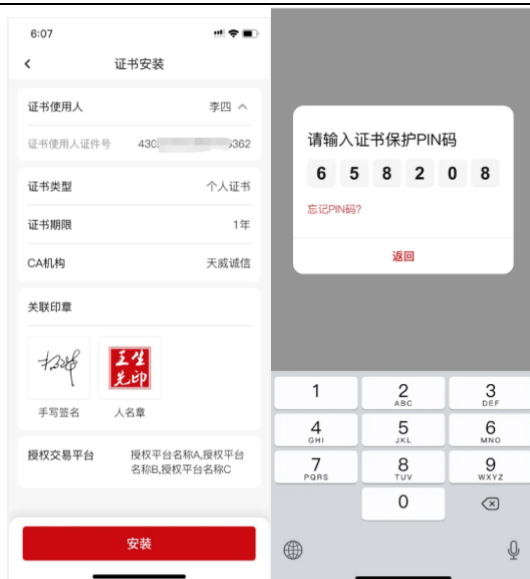 6:07
证书安装
证书使用人 李四
证书使用人证件号 430 6362
证书类型 个人证书
证书期限 1年
CA机构 天威诚信
关联印章
王生
先印
手写签名 人名章
授权交易平台 授权平台名称A,授权平台
名称B,授权平台名称C
安装
请输入证书保护PIN码
6 5 8 2 0 8
忘记PIN码?
返回
1 2 3
ABC DEF
4 5 6
GHI JKL MNO
7 8 9
PQRS TUV WXYZ
0